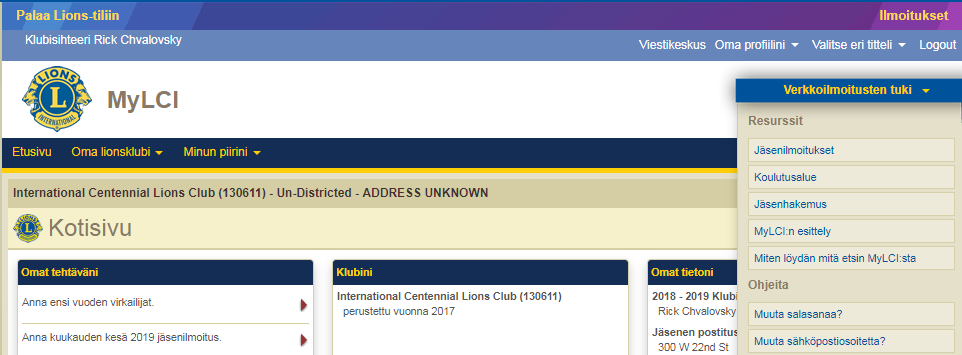 Palaa Lions-tiliin
Ilmoitukset
Klubisihteeri Rick Chvalovsky
Viestikeskus Oma profiilini Valitse eri titteli Logout
LIONS
L
INTERNATIONAL
MyLCI
Verkkoilmoitusten tuki
Etusivu Oma lionsklubi Minun piirini
International Centennial Lions Club (130611) - Un-Districted - ADDRESS UNKNOWN
Kotisivu
Omat tehtäväni
Anna ensi vuoden virkailijat.
Anna kuukauden kesä 2019 jäsenilmoitus.
Klubini
International Centennial Lions Club (130611)
perustettu vuonna 2017
Omat tietoni
2018 - 2019 Klubi
Rick Chvalovsky
Jäsenen postitus
300 W 22nd St
Resurssit
Jäsenilmoitukset
Koulutusalue
Jäsenhakemus
MyLCI:n esittely
Miten löydän mitä etsin MyLCI:sta
Ohjeita
Muuta salasanaa?
Muuta sähköpostiosoitetta?